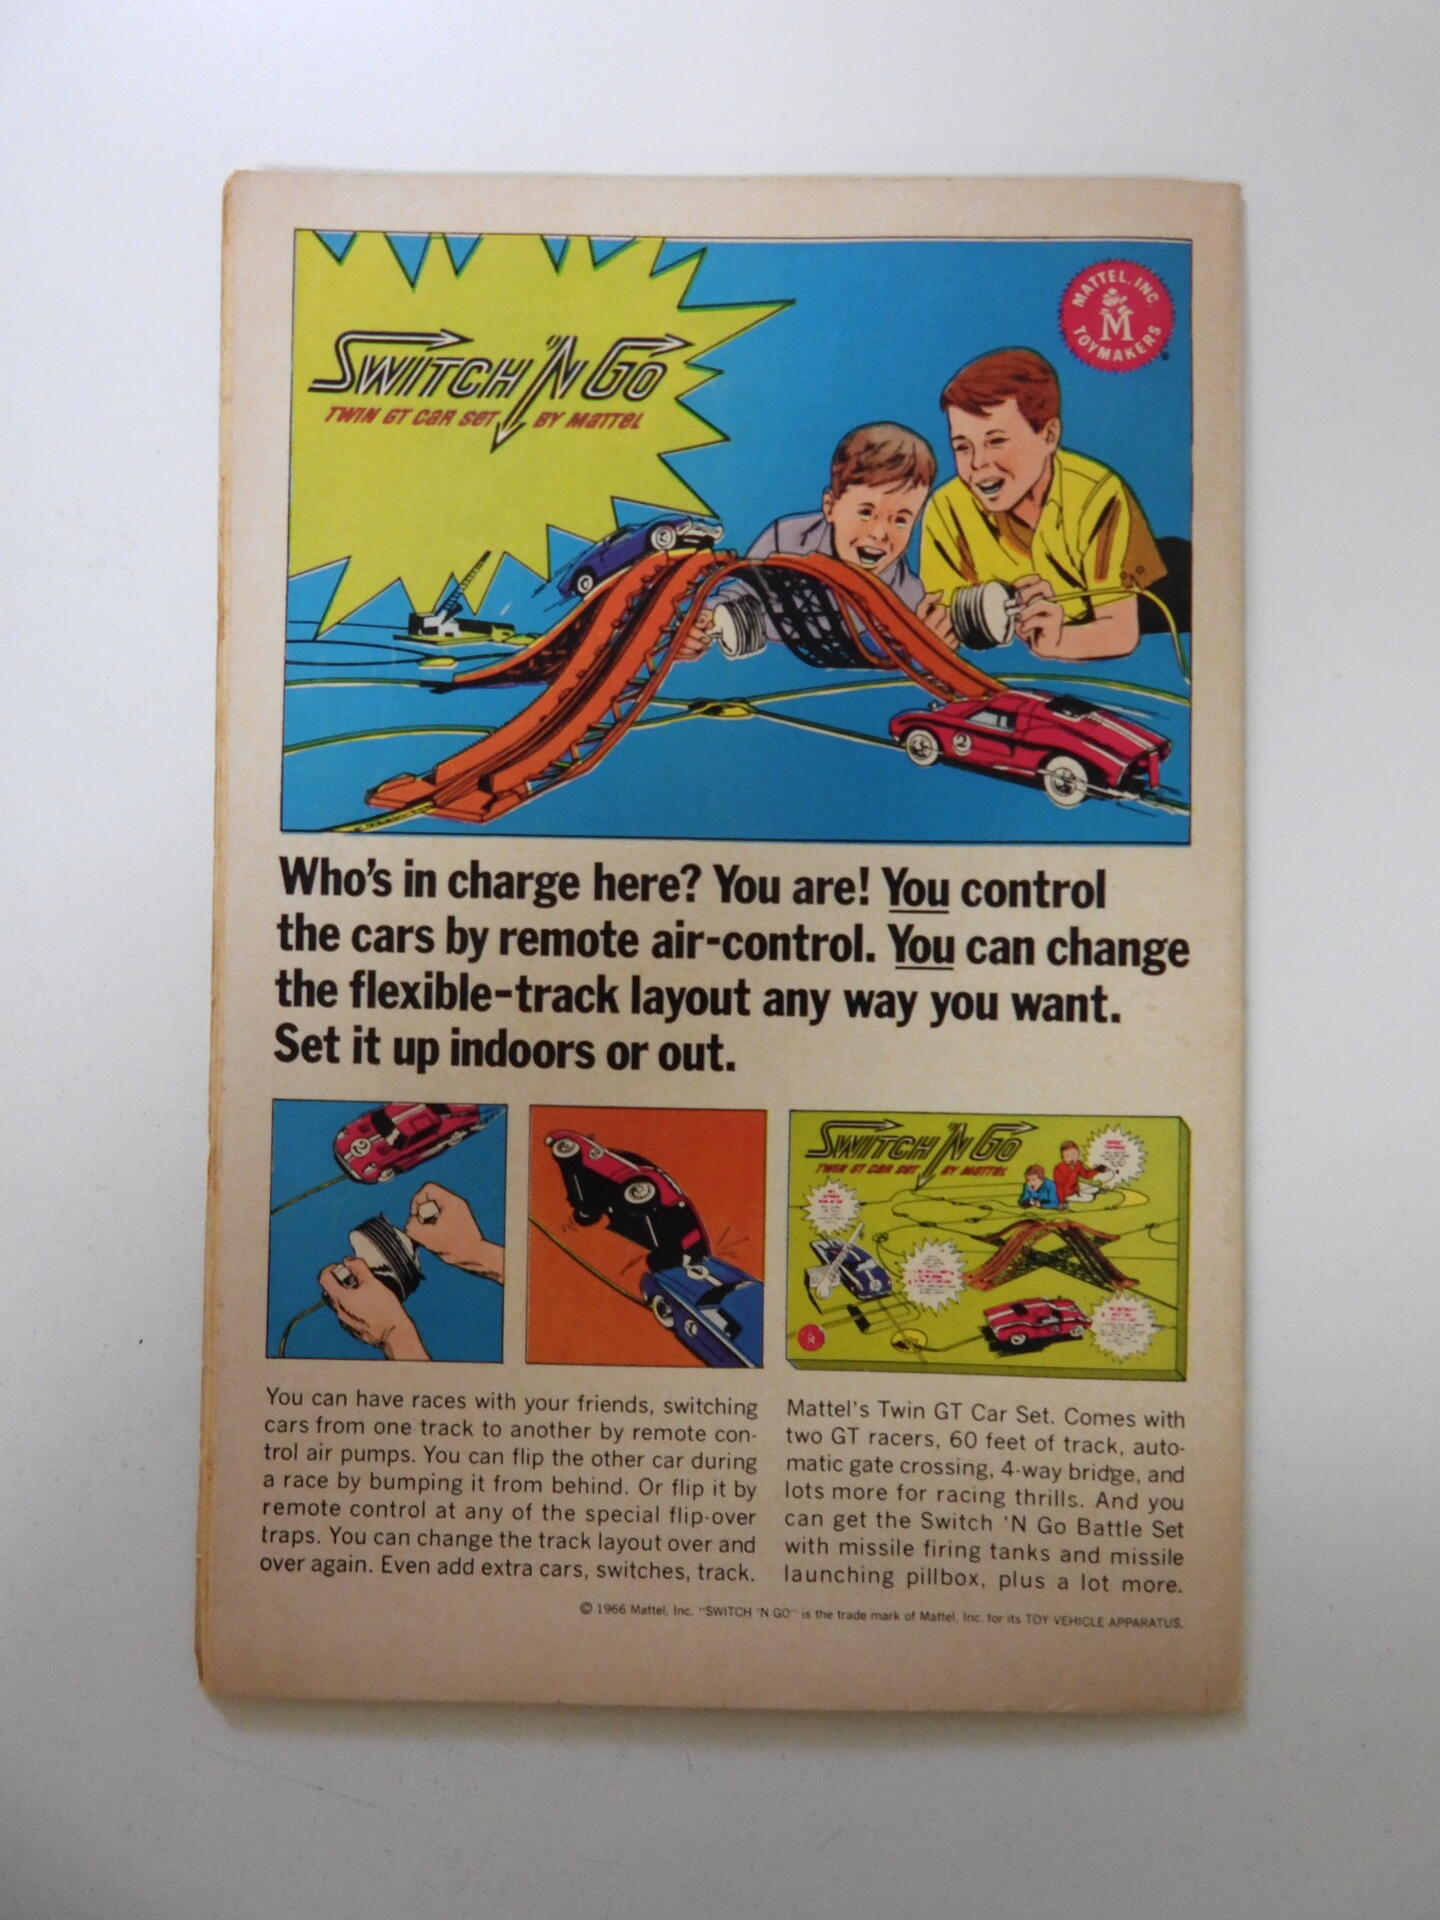 SWITCH 'N GO
TWIN GT CAR SET BY MATTEL
MATTEL, INC.
M
TOYMAKERS
2
Who's in charge here? You are! You control
the cars by remote air-control. You can change
the flexible-track layout any way you want.
Set it up indoors or out.
2
SWITCH 'N GO
TWIN GT CAR SET BY MATTEL
You can have races with your friends, switching
cars from one track to another by remote con-
trol air pumps. You can flip the other car during
a race by bumping it from behind. Or flip it by
remote control at any of the special flip-over
traps. You can change the track layout over and
over again. Even add extra cars, switches, track.
Mattel's Twin GT Car Set. Comes with
two GT racers, 60 feet of track, auto-
matic gate crossing, 4-way bridge, and
lots more for racing thrills. And you
can get the Switch 'N Go Battle Set
with missile firing tanks and missile
launching pillbox, plus a lot more.
© 1966 Mattel, Inc. "SWITCH 'N GO" is the trade mark of Mattel, Inc. for its TOY VEHICLE APPARATUS.